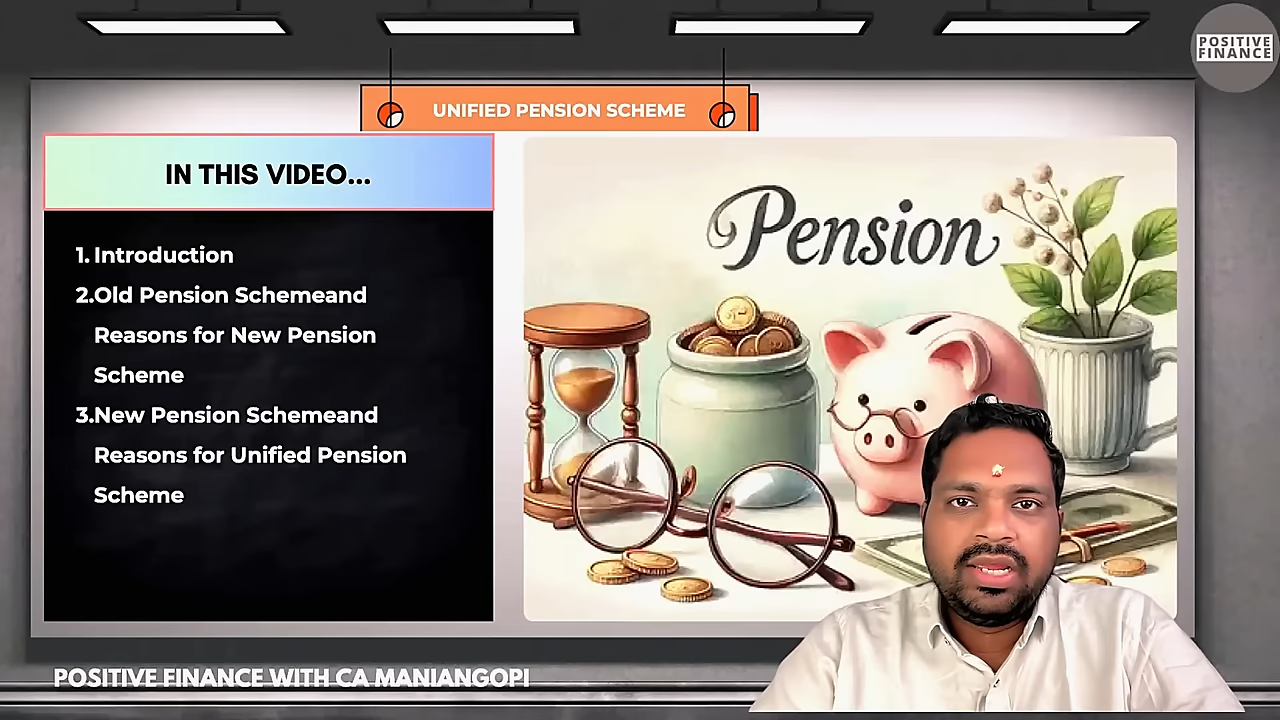 POSITIVE
FINANCE
UNIFIED PENSION SCHEME
IN THIS VIDEO...
Pension
1. Introduction
2.Old Pension Schemeand
Reasons for New Pension
Scheme
3.New Pension Schemeand
Reasons for Unified Pension
Scheme
POSITIVE FINANCE WITH CA MANIANGOPI